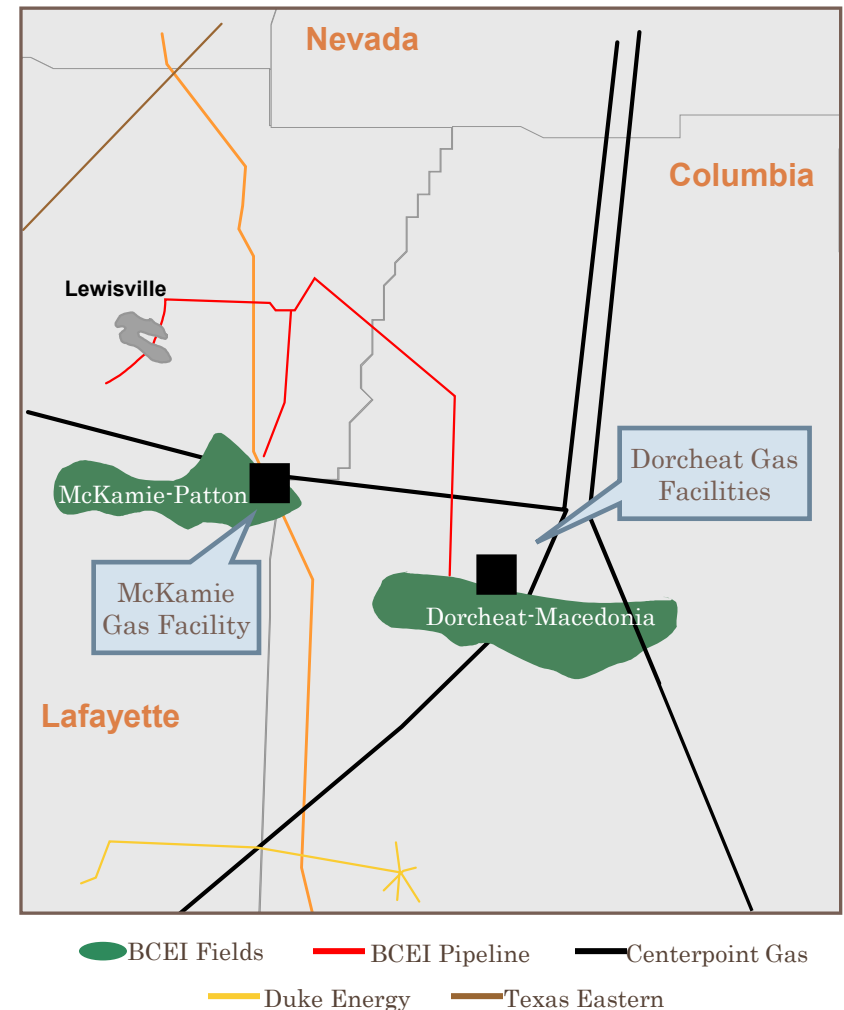 Nevada
Columbia
Lewisville
Dorcheat Gas
Facilities
McKamie-Patton
McKamie
Gas Facility
Dorcheat-Macedonia
Lafayette
BCEI Fields
BCEI Pipeline
Centerpoint Gas
Duke Energy
Texas Eastern